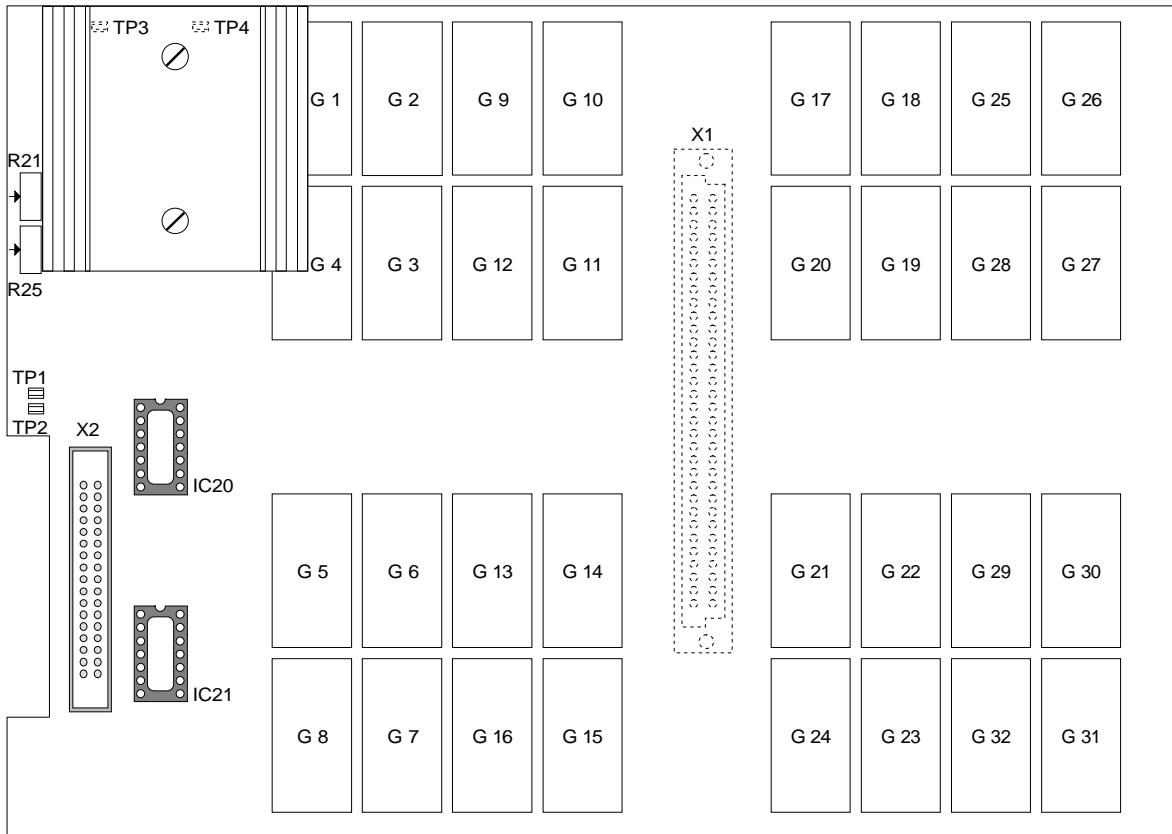 TP3 TP4
G 1 G 2 G 9 G 10 G 17 G 18 G 25 G 26
X1
R21
G 4 G 3 G 12 G 11 G 20 G 19 G 28 G 27
R25
TP1
TP2 X2
IC20
G 5 G 6 G 13 G 14 G 21 G 22 G 29 G 30
IC21
G 8 G 7 G 16 G 15 G 24 G 23 G 32 G 31